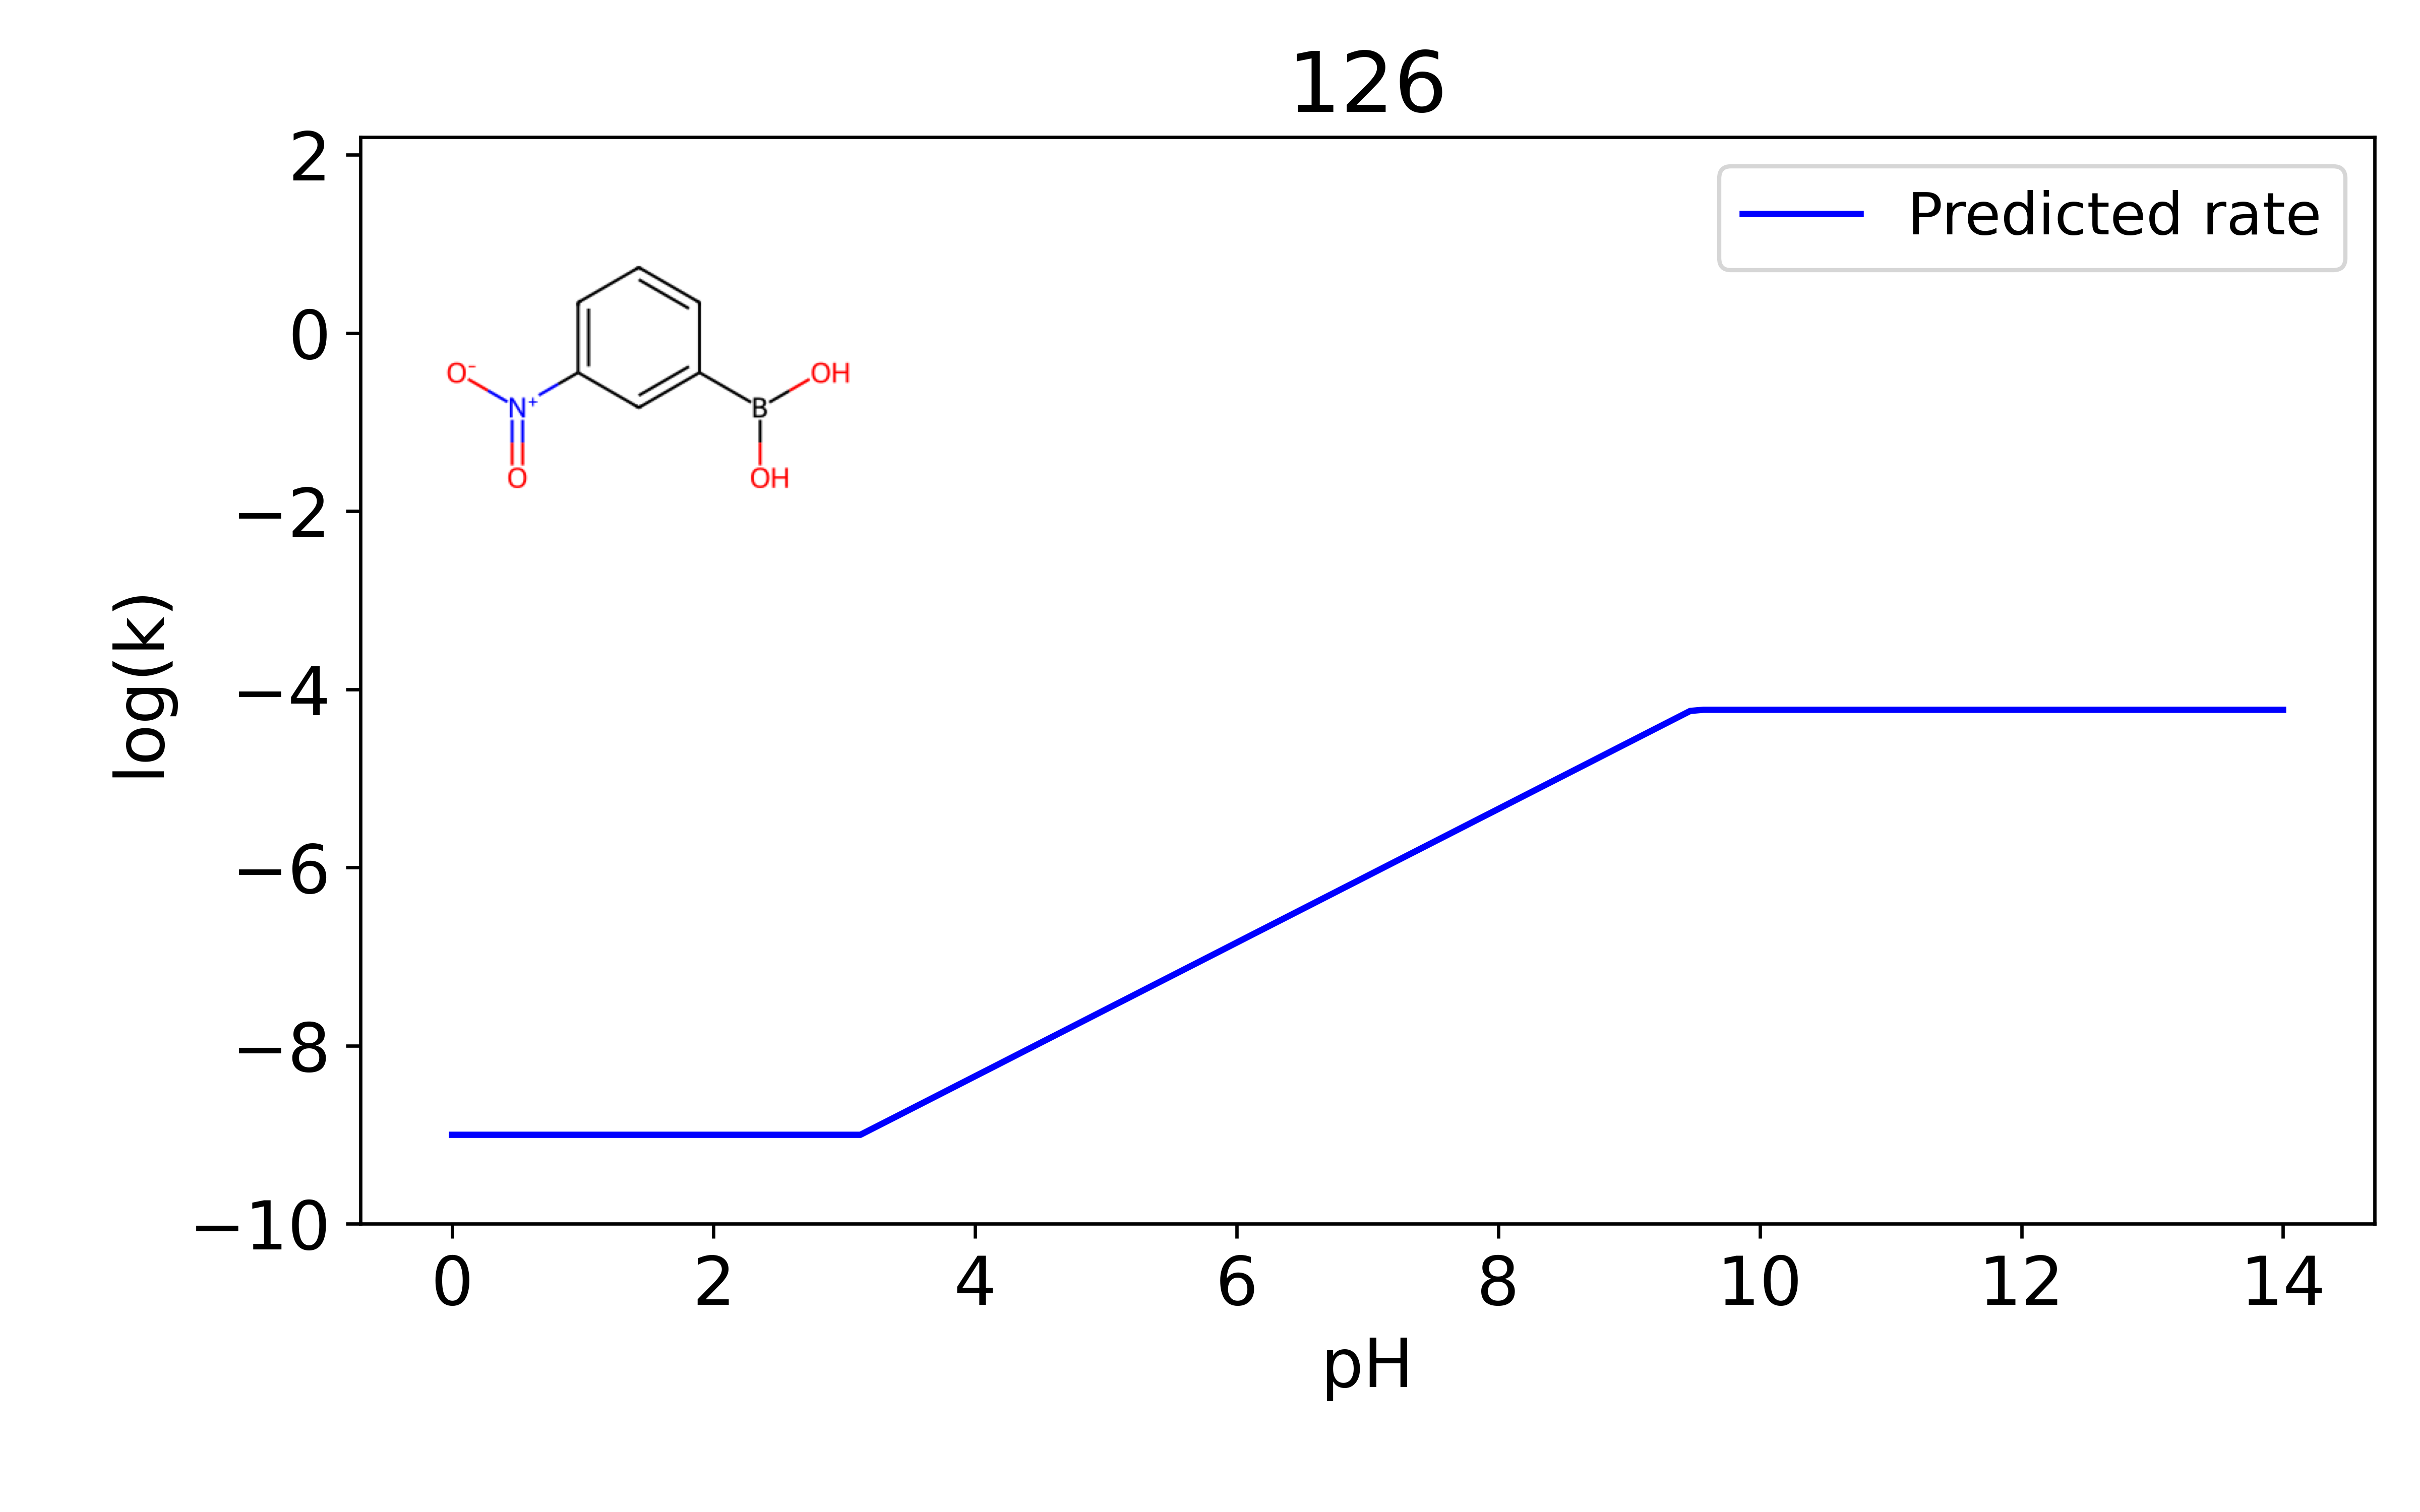 126
2
0
−2
−4
−6
−8
−10
log(k)
Predicted rate
O⁻
N⁺
O
B
OH
OH
0 2 4 6 8 10 12 14
pH